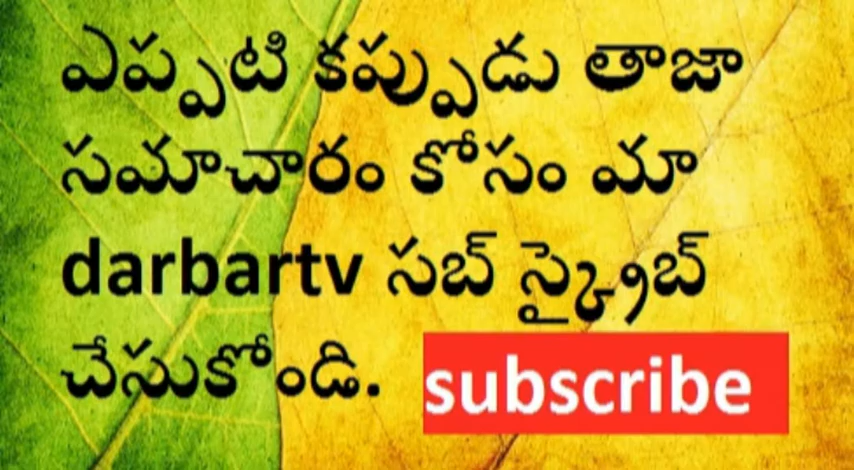 ఎప్పటి కప్పుడు తాజా
సమాచారం కోసం మా
darbartv సబ్ స్క్రైబ్
చేసుకోండి. subscribe